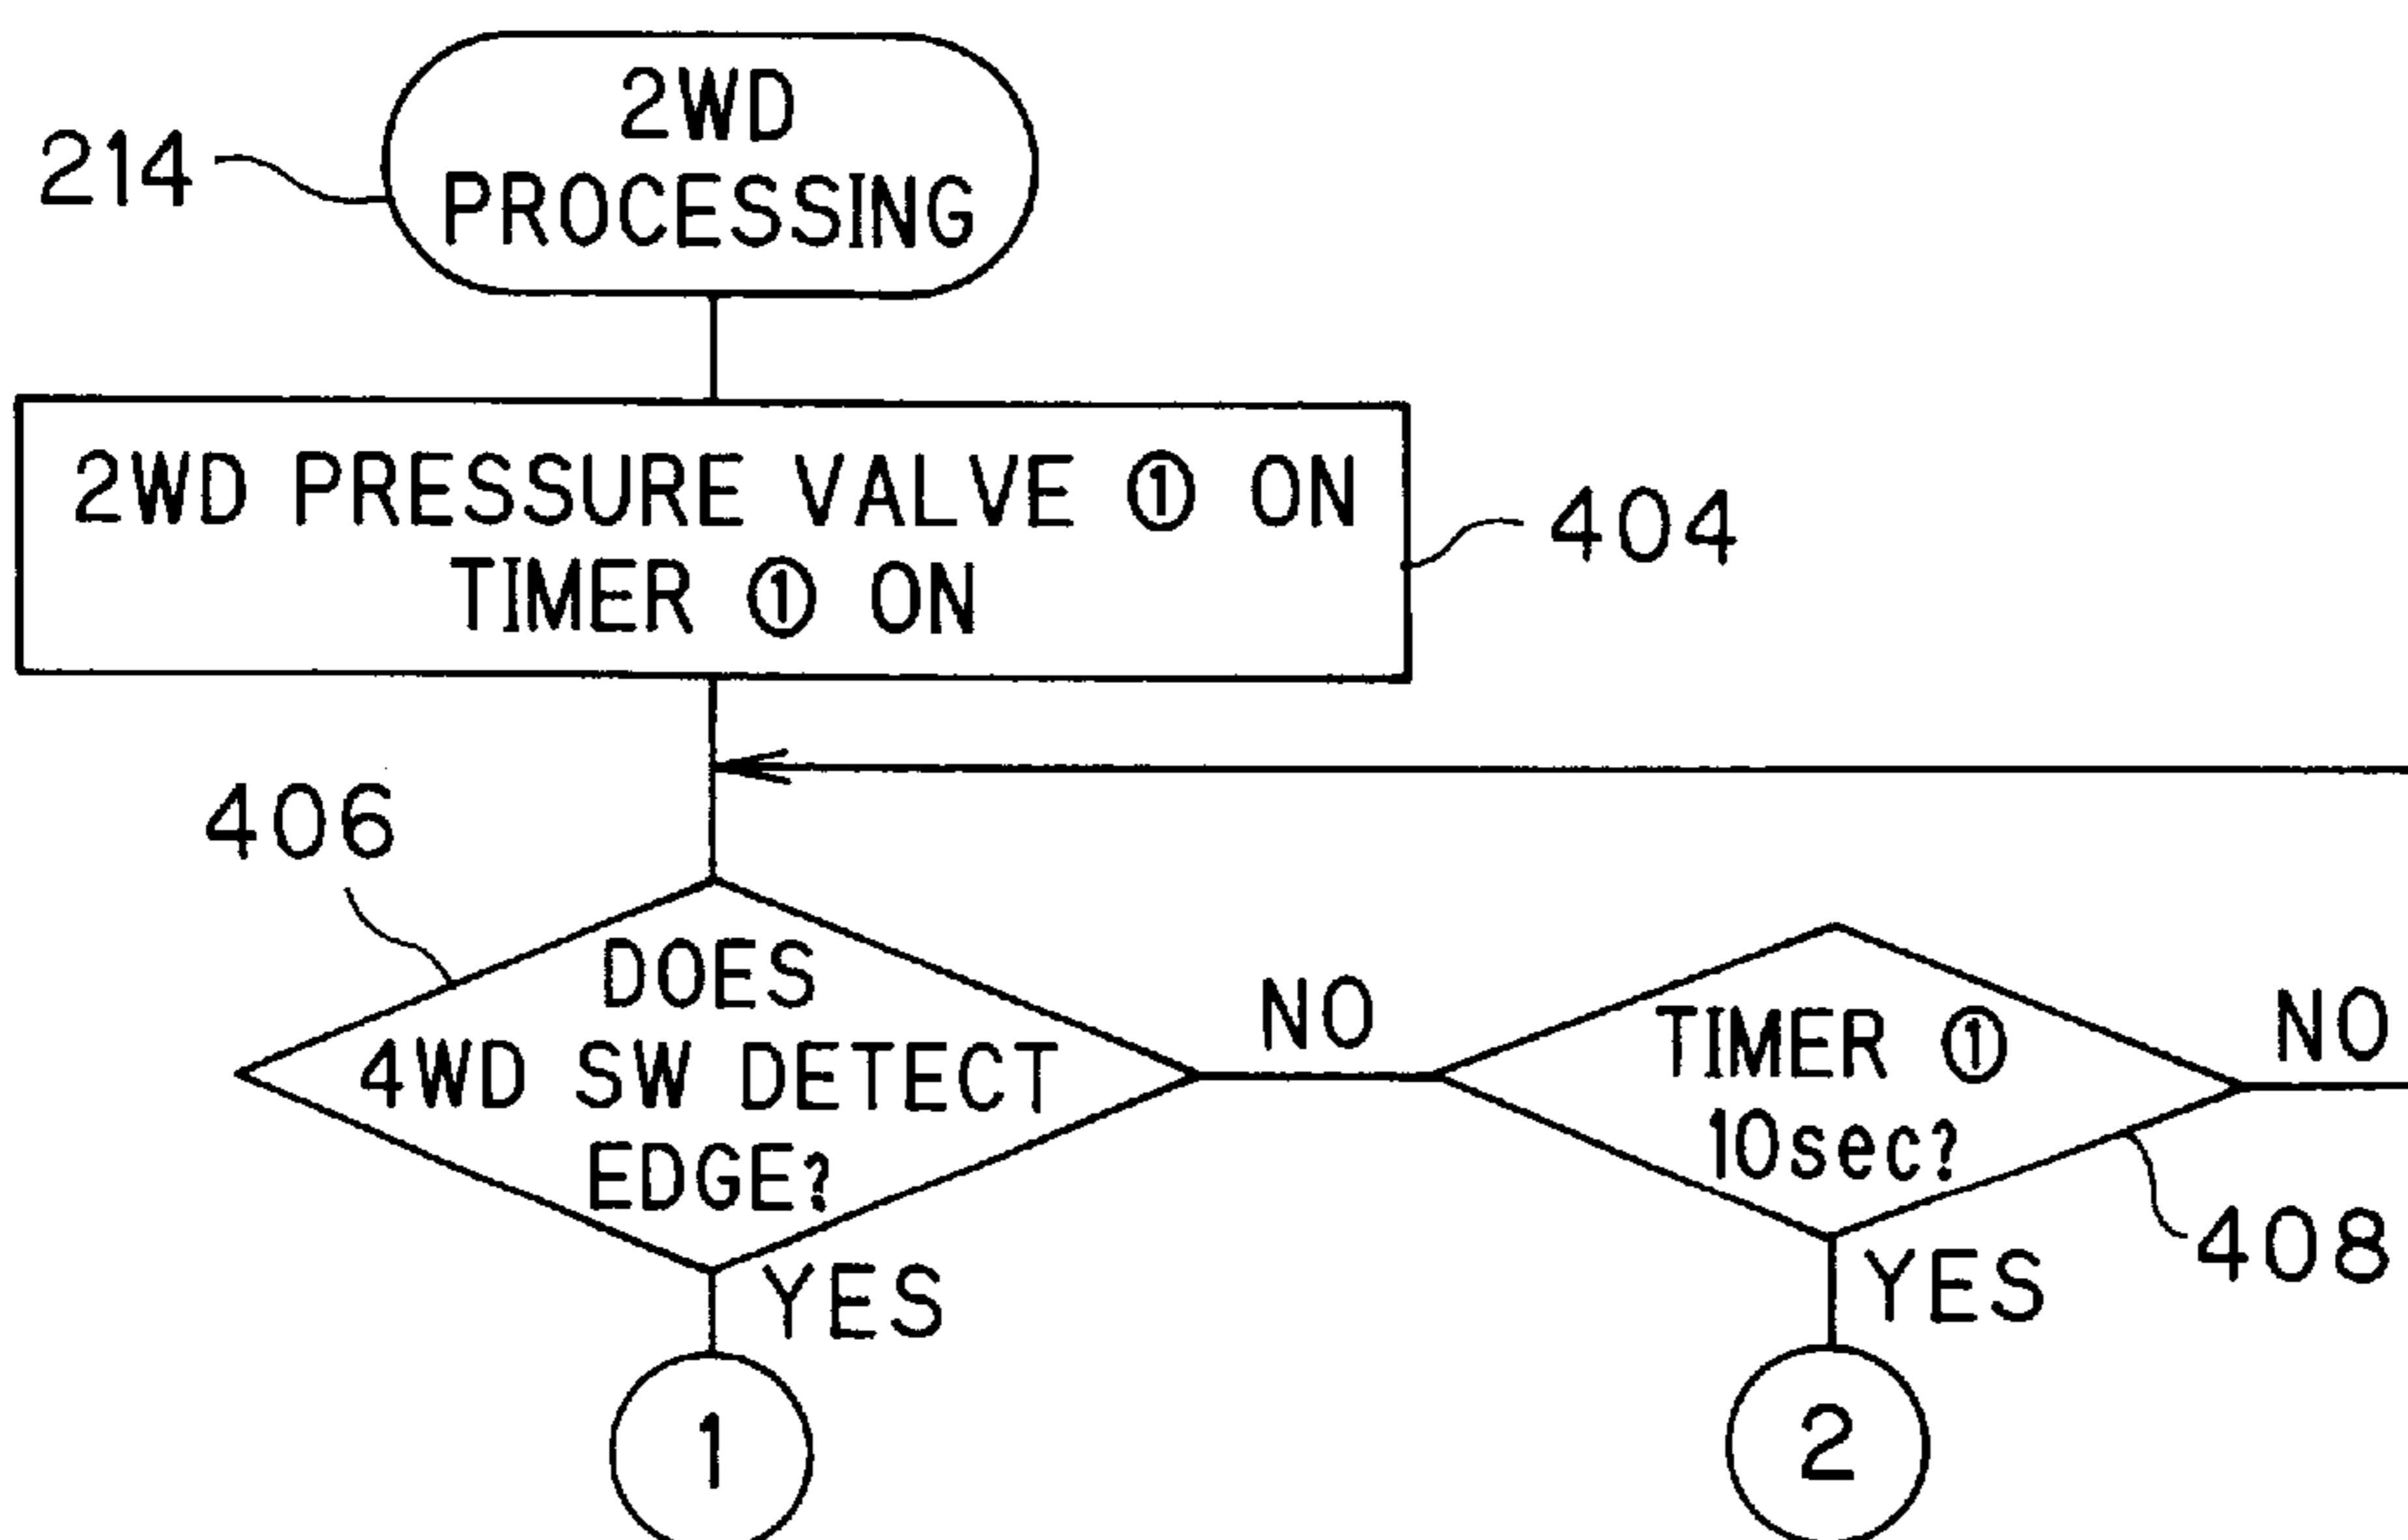 2WD
PROCESSING
214
2WD PRESSURE VALVE ① ON
TIMER ① ON
404
406
DOES
4WD SW DETECT
EDGE?
NO
YES
TIMER ①
10sec?
NO
408
YES
1
2